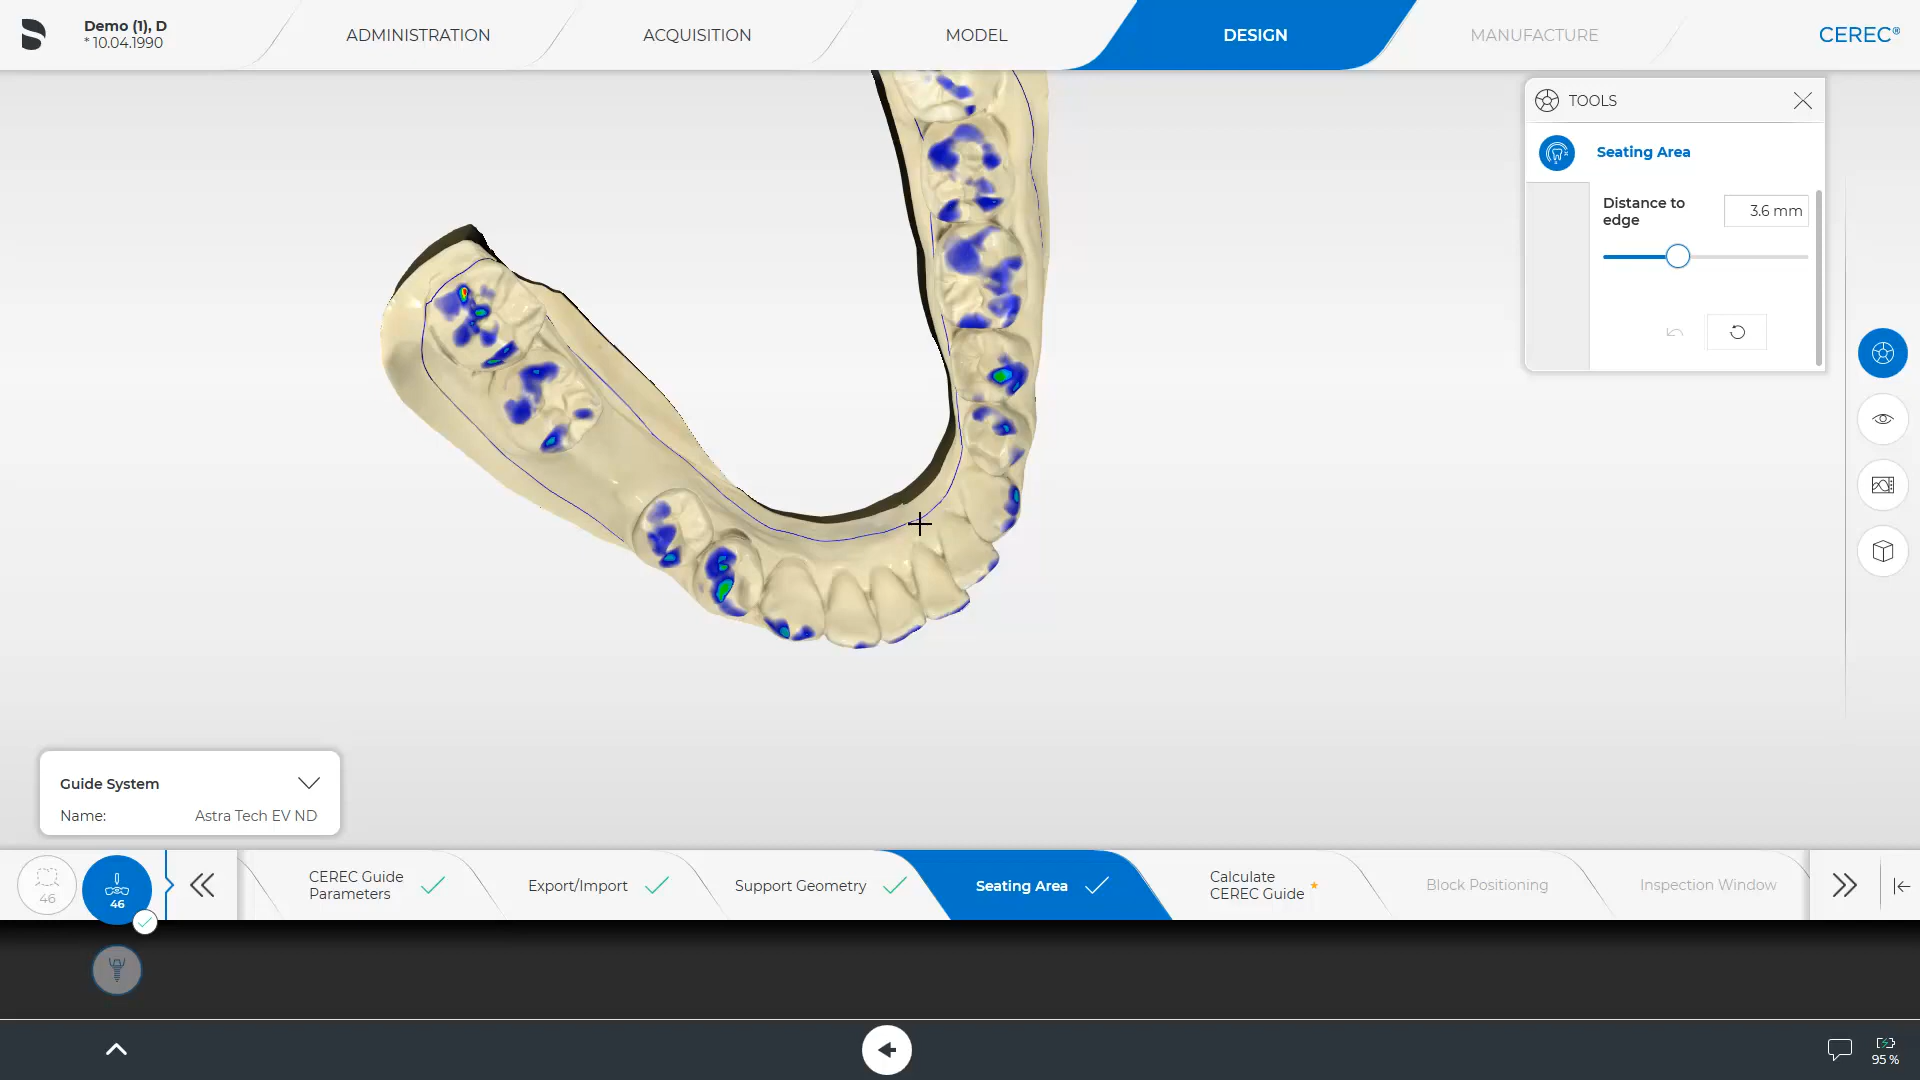 Demo (1), D
* 10.04.1990
ADMINISTRATION
ACQUISITION
MODEL
DESIGN
MANUFACTURE
CEREC®
TOOLS
Seating Area
Distance to
edge
3.6 mm
Guide System
Name:
Astra Tech EV ND
46
46
CEREC Guide
Parameters
Export/Import
Support Geometry
Seating Area
Calculate
CEREC Guide
Block Positioning
Inspection Window
95 %